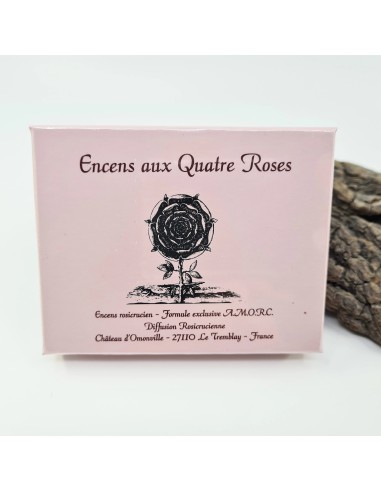 Encens aux Quatre Roses
Encens rosicrucien - Formule exclusive A.M.O.R.C.
Diffusion Rosicrucienne
Château d'Omonville - 27110 Le Tremblay - France